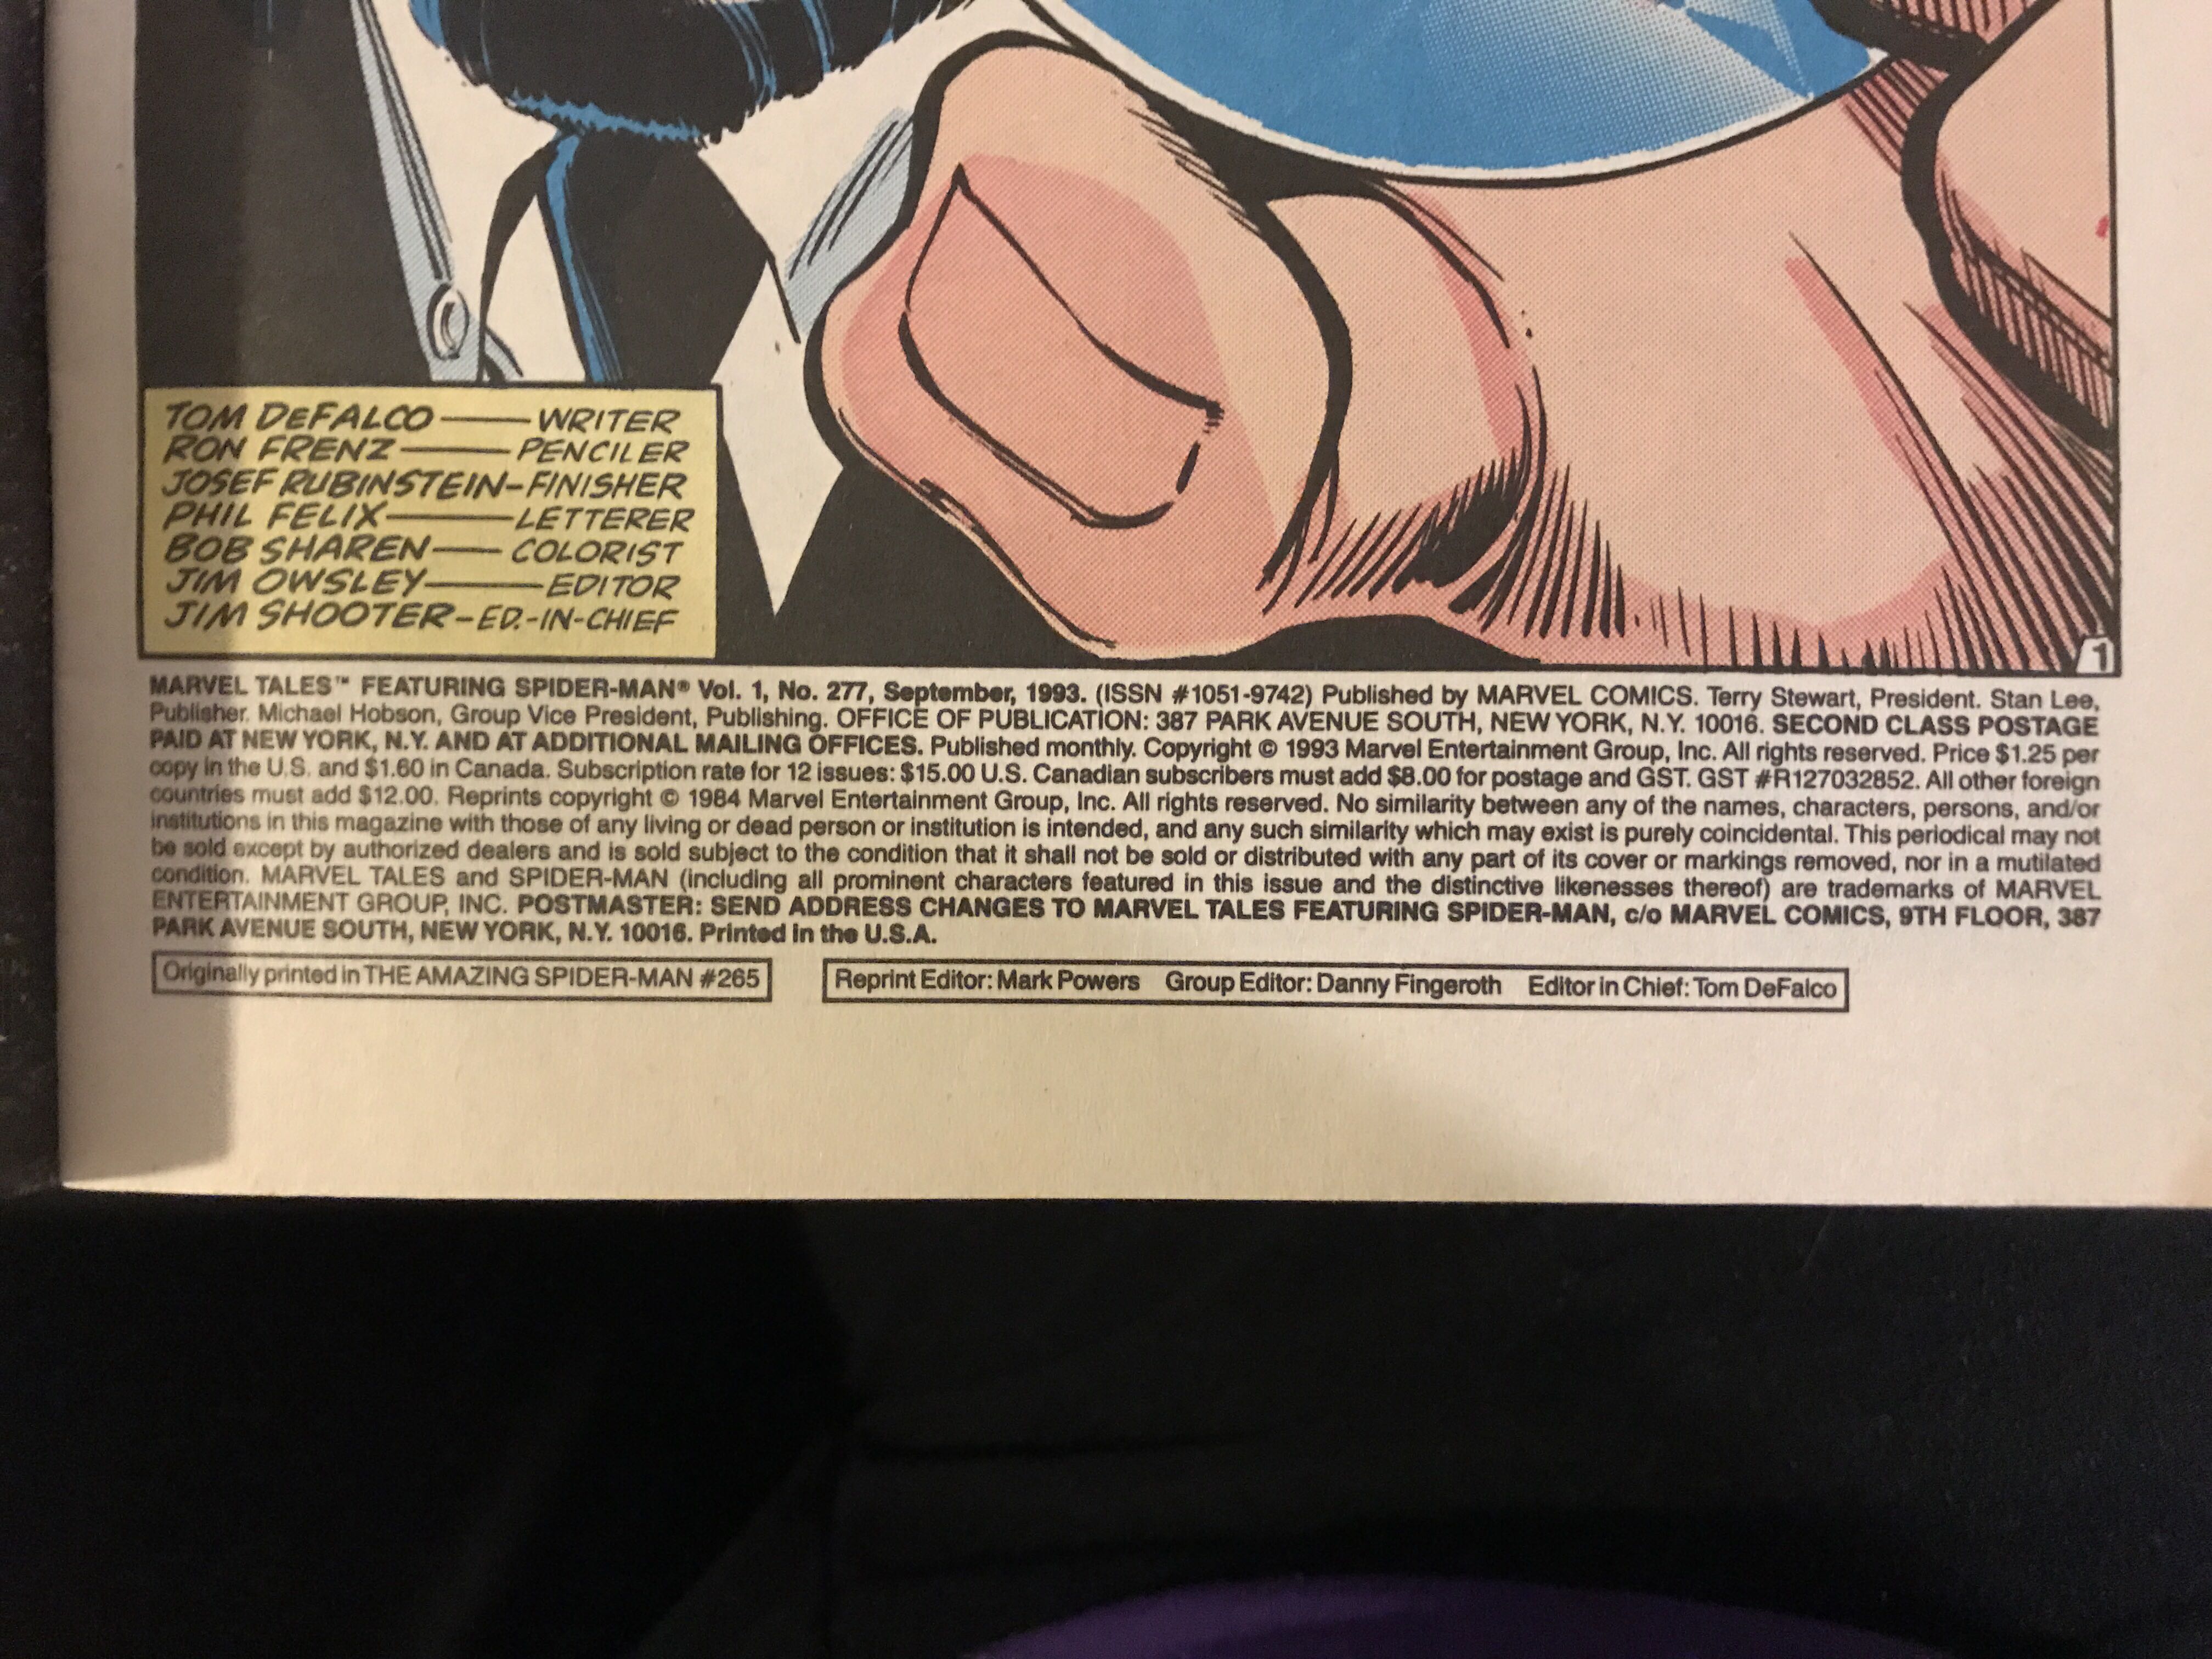 TOM DeFALCO — WRITER
RON FRENZ — PENCILER
JOSEF RUBINSTEIN – FINISHER
PHIL FELIX — LETTERER
BOB SHAREN — COLORIST
JIM OWSLEY — EDITOR
JIM SHOOTER – ED.-IN-CHIEF
1
MARVEL TALES™ FEATURING SPIDER-MAN® Vol. 1, No. 277, September, 1993. (ISSN #1051-9742) Published by MARVEL COMICS. Terry Stewart, President. Stan Lee,
Publisher. Michael Hobson, Group Vice President, Publishing. OFFICE OF PUBLICATION: 387 PARK AVENUE SOUTH, NEW YORK, N.Y. 10016. SECOND CLASS POSTAGE
PAID AT NEW YORK, N.Y. AND AT ADDITIONAL MAILING OFFICES. Published monthly. Copyright © 1993 Marvel Entertainment Group, Inc. All rights reserved. Price $1.25 per
copy in the U.S. and $1.60 in Canada. Subscription rate for 12 issues: $15.00 U.S. Canadian subscribers must add $8.00 for postage and GST. GST #R127032852. All other foreign
countries must add $12.00. Reprints copyright © 1984 Marvel Entertainment Group, Inc. All rights reserved. No similarity between any of the names, characters, persons, and/or
institutions in this magazine with those of any living or dead person or institution is intended, and any such similarity which may exist is purely coincidental. This periodical may not
be sold except by authorized dealers and is sold subject to the condition that it shall not be sold or distributed with any part of its cover or markings removed, nor in a mutilated
condition. MARVEL TALES and SPIDER-MAN (including all prominent characters featured in this issue and the distinctive likenesses thereof) are trademarks of MARVEL
ENTERTAINMENT GROUP, INC. POSTMASTER: SEND ADDRESS CHANGES TO MARVEL TALES FEATURING SPIDER-MAN, c/o MARVEL COMICS, 9TH FLOOR, 387
PARK AVENUE SOUTH, NEW YORK, N.Y. 10016. Printed in the U.S.A.
Originally printed in THE AMAZING SPIDER-MAN #265
Reprint Editor: Mark Powers Group Editor: Danny Fingeroth Editor in Chief: Tom DeFalco